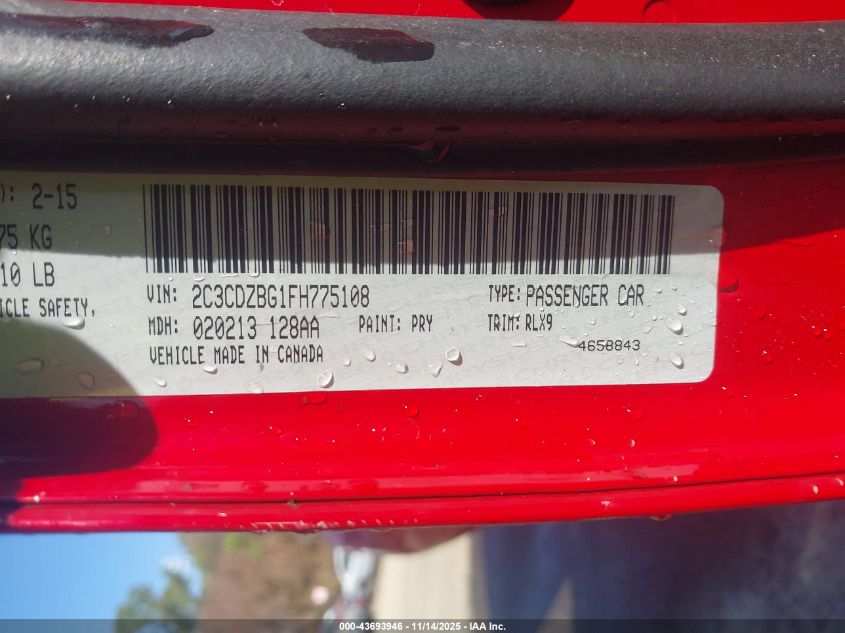 ): 2-15
75 KG
10 LB
ICLE SAFETY,
VIN: 2C3CDZBG1FH775108 TYPE: PASSENGER CAR
MDH: 020213 128AA PAINT: PRY TRIM: RLX9
VEHICLE MADE IN CANADA 4658843
000-43693946 - 11/14/2025 - IAA Inc.